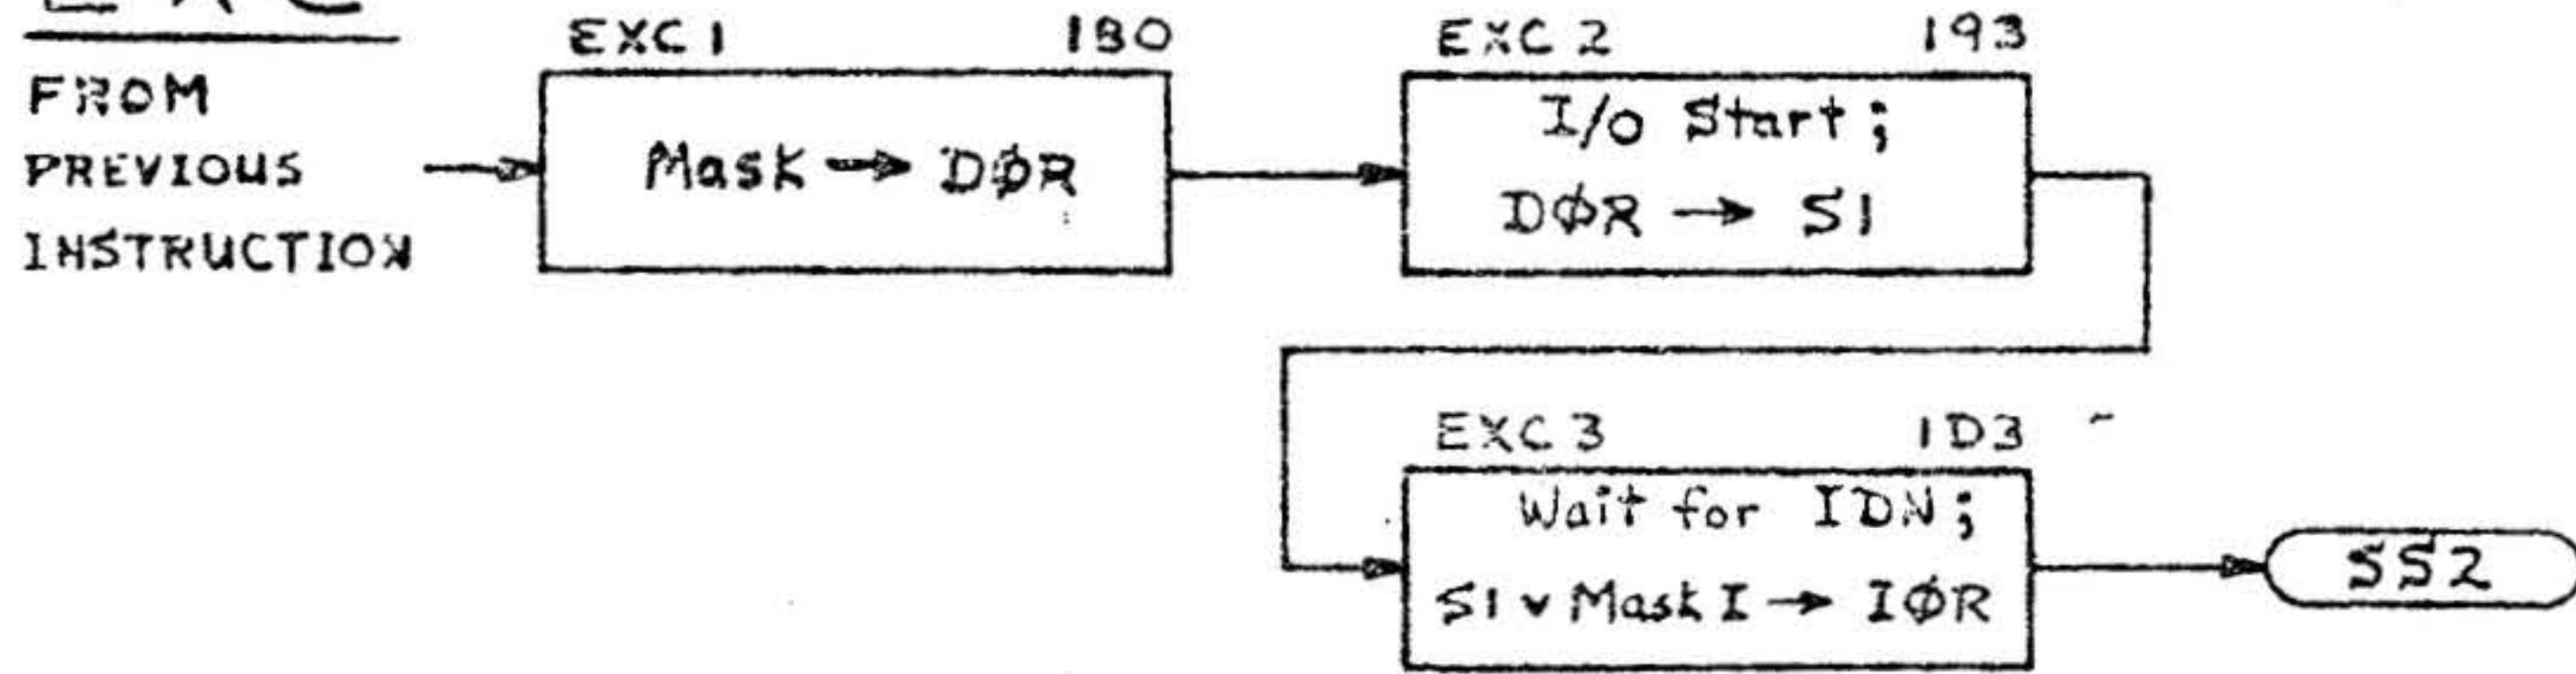 EXC
FROM
PREVIOUS
INSTRUCTION
EXC 1 180
Mask → DØR
EXC 2 193
I/O Start;
DØR → S1
EXC 3 1D3
Wait for IDN;
S1 v Mask I → IØR
SS2